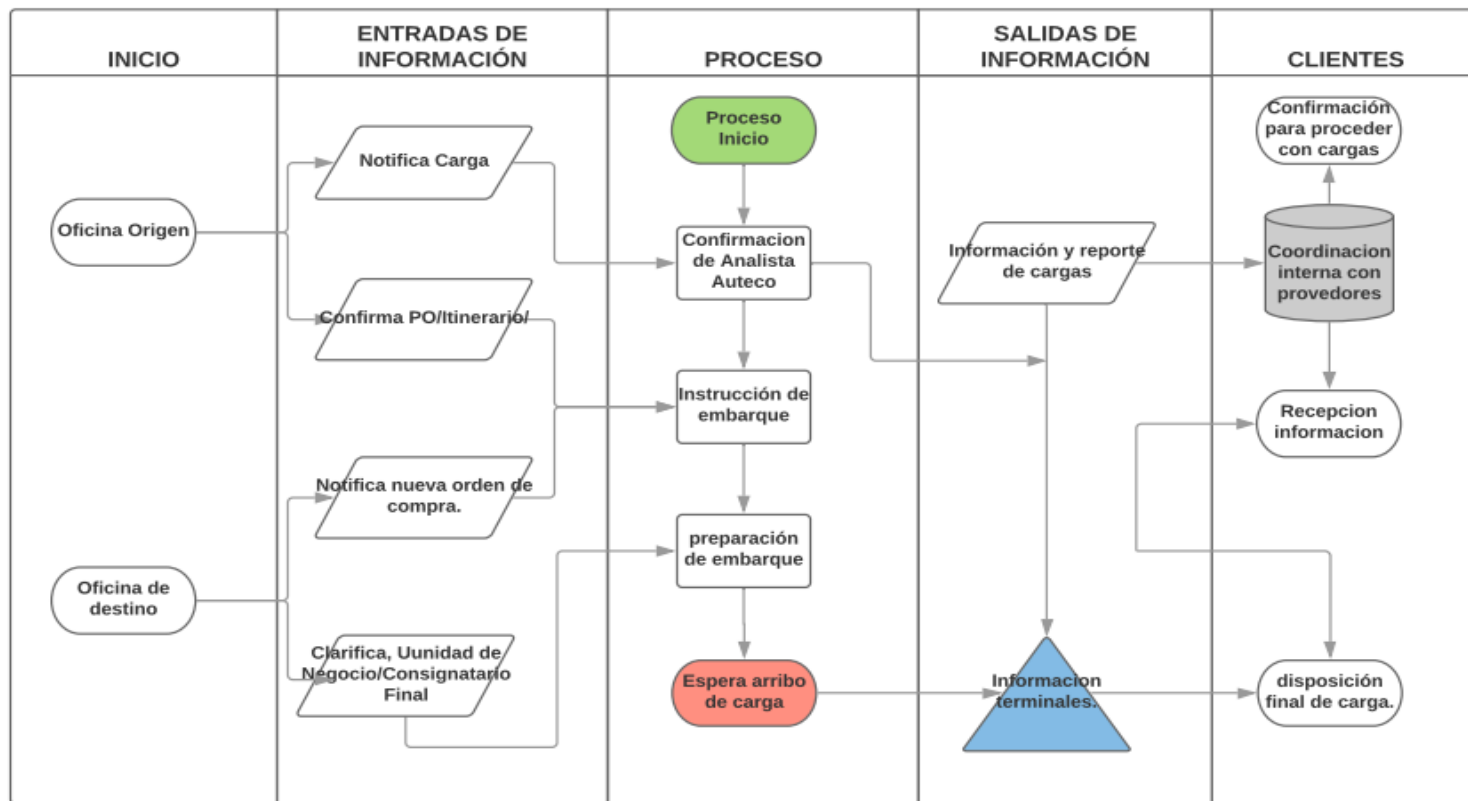 INICIO
ENTRADAS DE
INFORMACIÓN
PROCESO
SALIDAS DE
INFORMACIÓN
CLIENTES
Oficina Origen
Oficina de
destino
Notifica Carga
Confirma PO/Itinerario/
Notifica nueva orden de
compra.
Clarifica, Uunidad de
Negocio/Consignatario
Final
Proceso
Inicio
Confirmacion
de Analista
Auteco
Instrucción de
embarque
preparación
de embarque
Espera arribo
de carga
Información y reporte
de cargas
Informacion
terminales.
Confirmación
para proceder
con cargas
Coordinacion
interna con
provedores
Recepcion
informacion
disposición
final de carga.